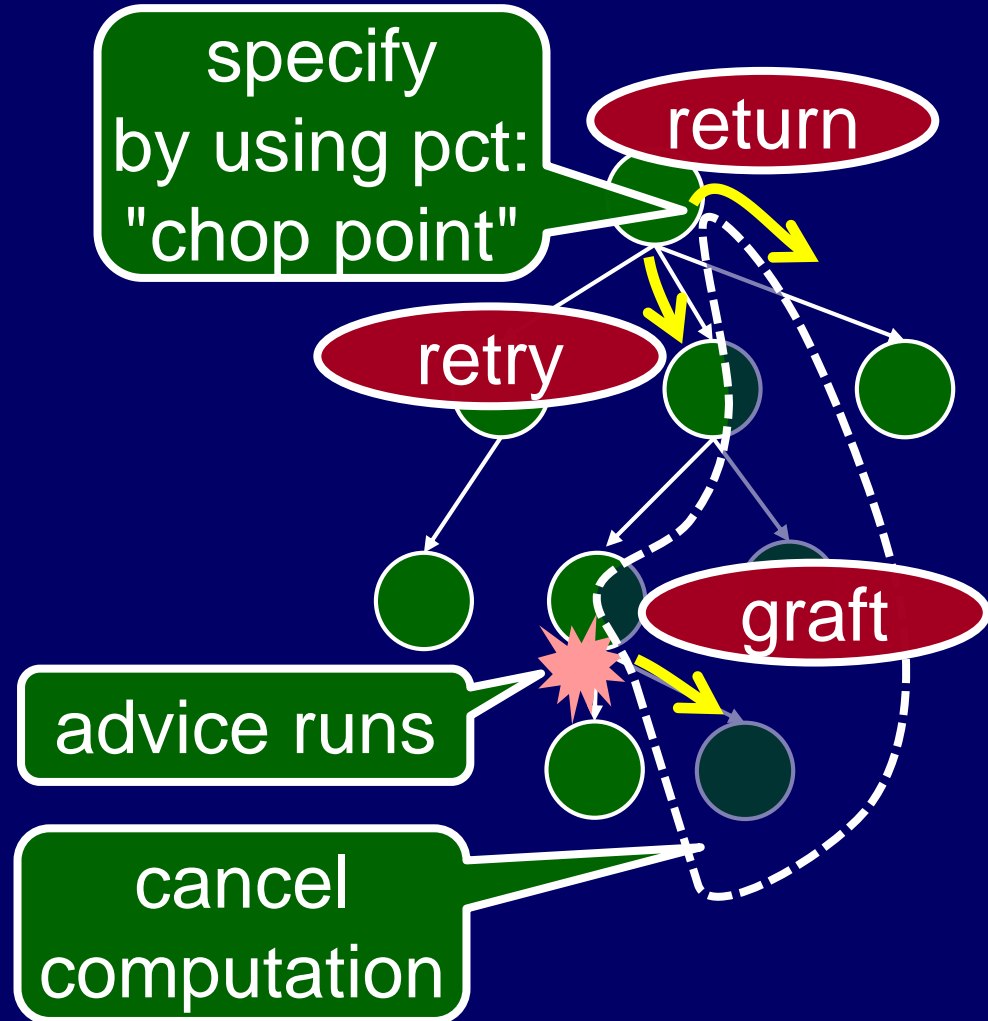 specify
by using pct:
"chop point"
return
retry
graft
advice runs
cancel
computation